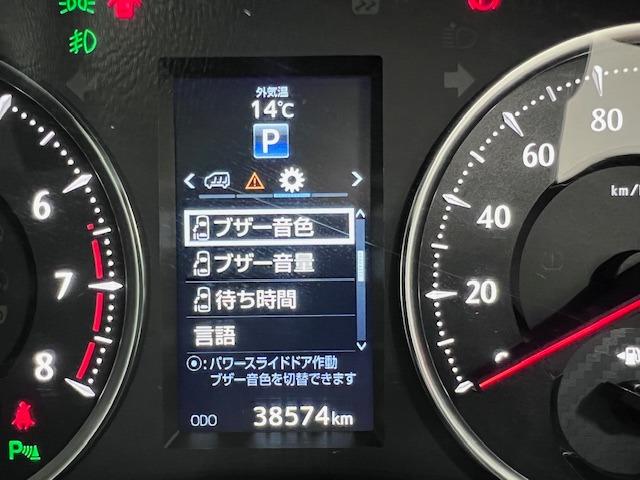 外気温
14℃
P
ブザー音色
ブザー音量
待ち時間
言語
:パワースライドドア作動
ブザー音色を切替できます
ODO 38574km
6
7
8
P
80
60
40
20
km/